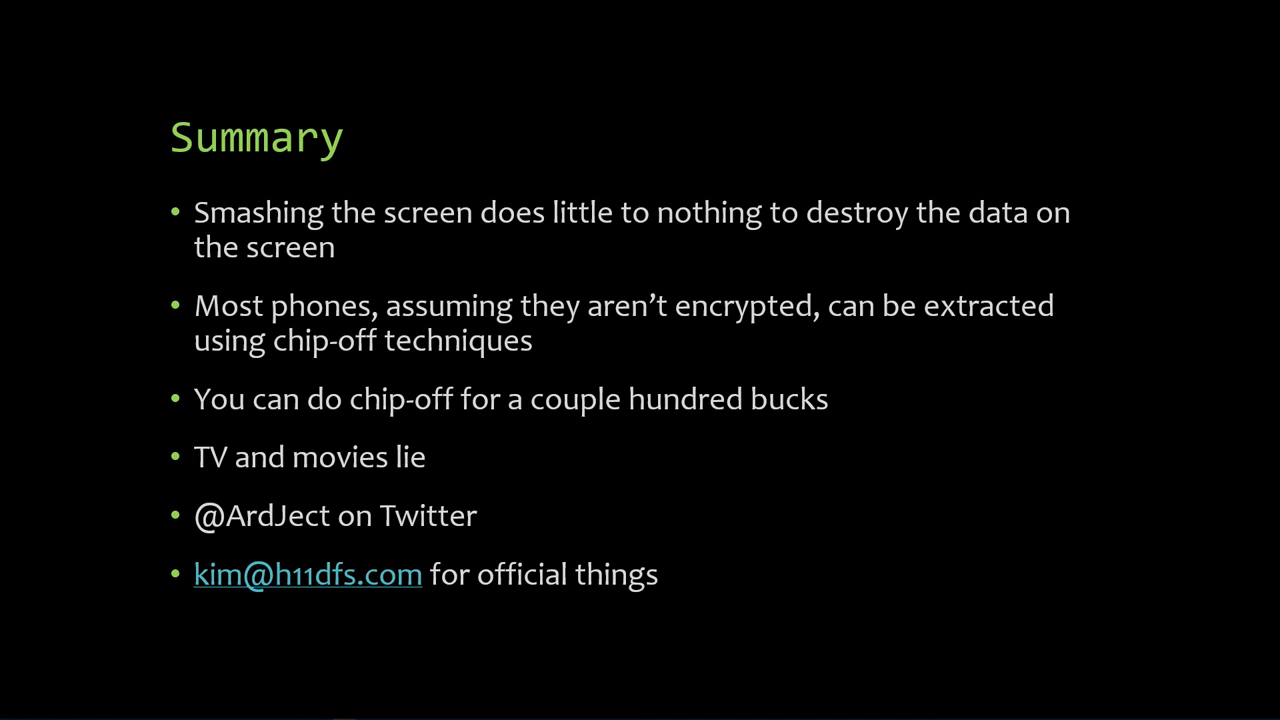 Summary
• Smashing the screen does little to nothing to destroy the data on
the screen
• Most phones, assuming they aren’t encrypted, can be extracted
using chip-off techniques
• You can do chip-off for a couple hundred bucks
• TV and movies lie
• @ArdJect on Twitter
• kim@h11dfs.com for official things